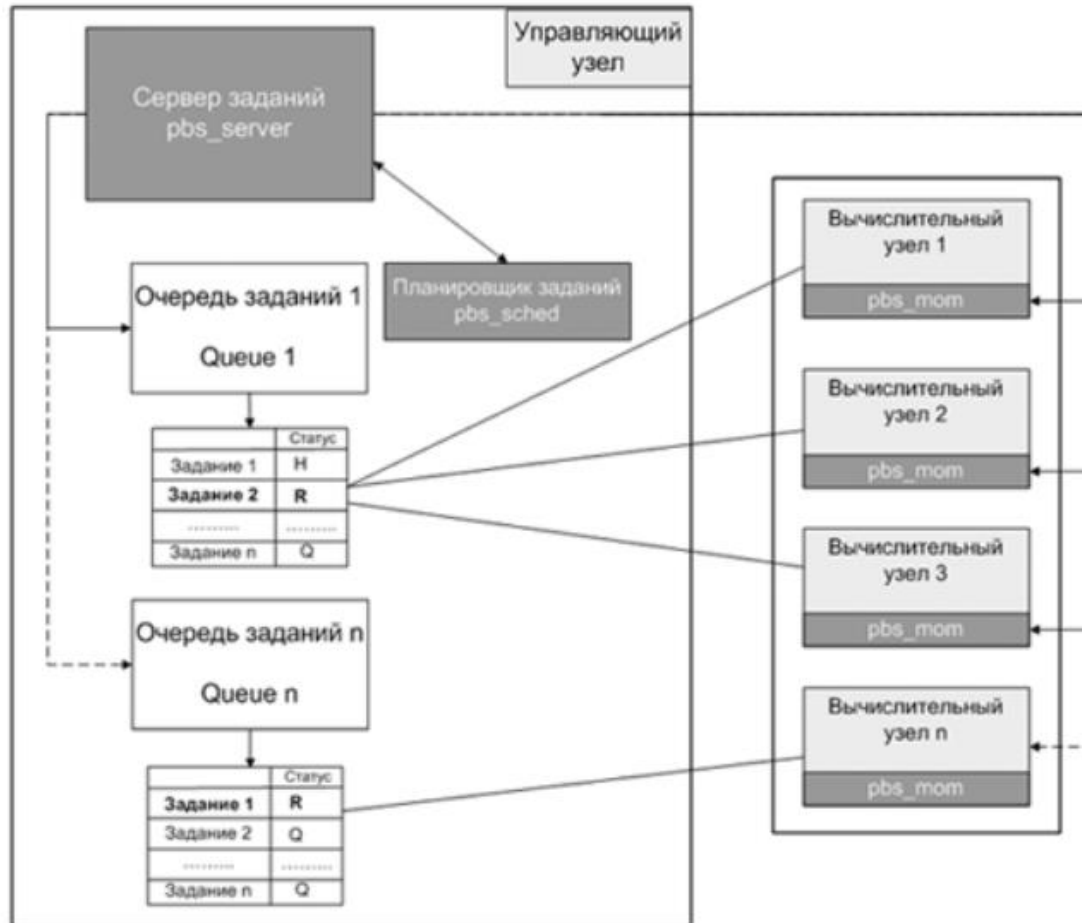 Управляющий
узел
Сервер заданий
pbs_server
Планировщик заданий
pbs_sched
Очередь заданий 1
Queue 1
Статус
Задание 1 H
Задание 2 R
......... .........
Задание n Q
Очередь заданий n
Queue n
Статус
Задание 1 R
Задание 2 Q
......... .........
Задание n Q
Вычислительный
узел 1
pbs_mom
Вычислительный
узел 2
pbs_mom
Вычислительный
узел 3
pbs_mom
Вычислительный
узел n
pbs_mom